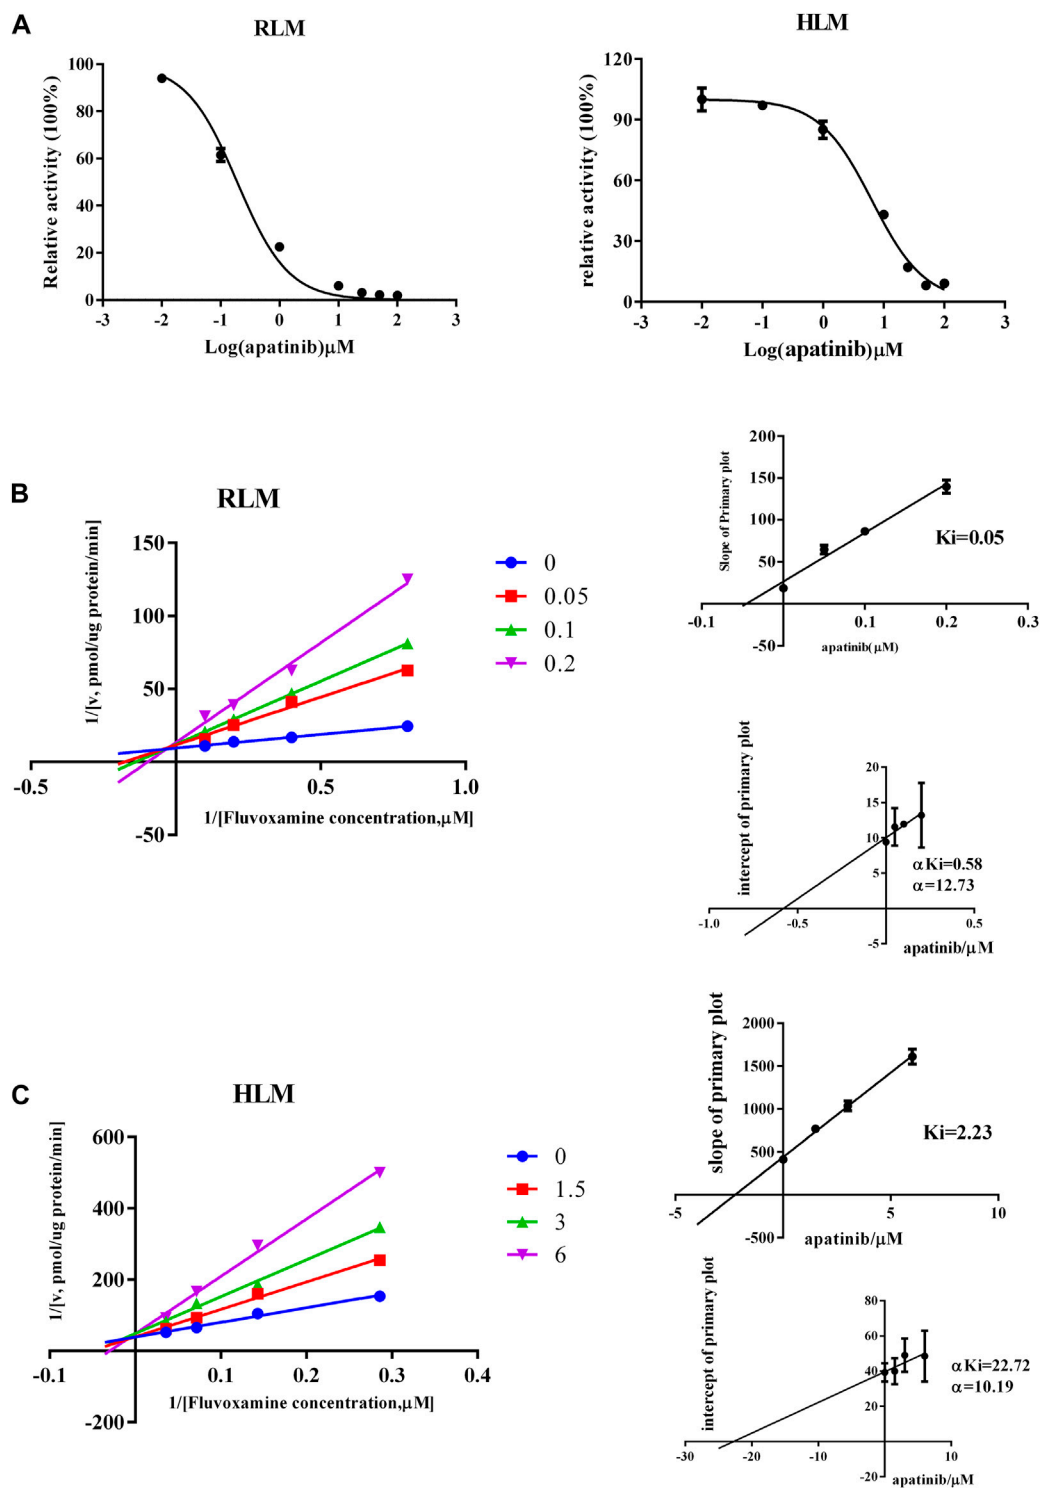 A
RLM
Relative activity (100%)
100
80
60
40
20
0
-3 -2 -1 0 1 2 3
Log(apatinib)μM
HLM
relative activity (100%)
120
90
60
30
0
-3 -2 -1 0 1 2 3
Log(apatinib)μM
B
RLM
1/[v, pmol/ug protein/min]
150
100
50
-50
-0.5 0.5 1.0
1/[Fluvoxamine concentration,μM]
0
0.05
0.1
0.2
Slope of Primary plot
200
150
100
50
-50
-0.1 0.1 0.2 0.3
apatinib(μM)
Ki=0.05
intercept of primary plot
20
15
10
5
-5
-1.0 -0.5 0.5
αKi=0.58
α=12.73
apatinib/μM
C
HLM
1/[v, pmol/ug protein/min]
600
400
200
-200
-0.1 0.1 0.2 0.3 0.4
1/[Fluvoxamine concentration,μM]
0
1.5
3
6
slope of primary plot
2000
1500
1000
500
-500
-5 5 10
apatinib/μM
Ki=2.23
intercept of primary plot
80
60
40
20
-20
-30 -20 -10 10
αKi=22.72
α=10.19
apatinib/μM